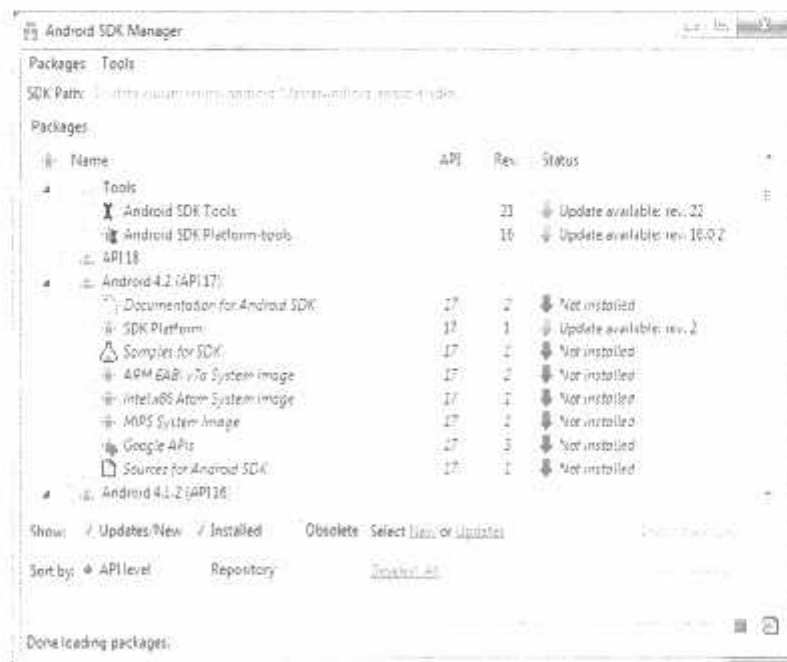 Android SDK Manager
Packages Tools
SDK Path:
Packages
Name API Rev. Status
Tools
Android SDK Tools 21 Update available: rev. 22
Android SDK Platform-tools 16 Update available: rev. 16.0.2
API 18
Android 4.2 (API 17)
Documentation for Android SDK 17 2 Not installed
SDK Platform 17 1 Update available: rev. 2
Samples for SDK 17 1 Not installed
ARM EABI v7a System Image 17 2 Not installed
Intel x86 Atom System Image 17 1 Not installed
MIPS System Image 17 1 Not installed
Google APIs 17 3 Not installed
Sources for Android SDK 17 1 Not installed
Android 4.1.2 (API 16)
Show: Updates/New Installed Obsolete Select New or Updates
Sort by: API level Repository Deselect All
Done loading packages.